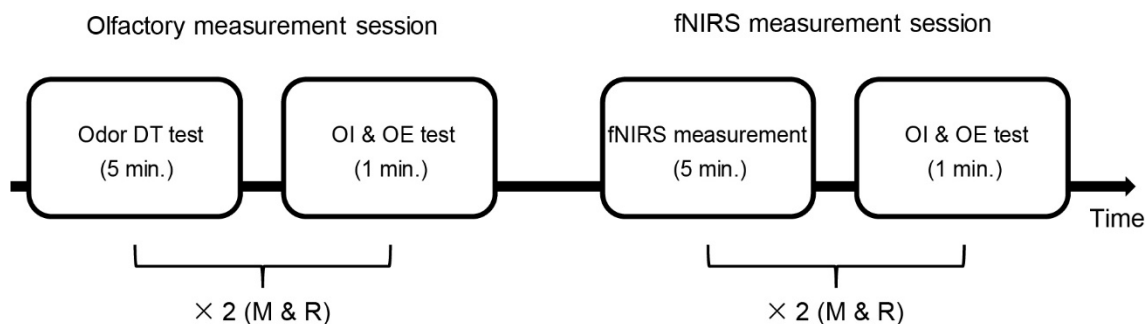 Olfactory measurement session
fNIRS measurement session
Odor DT test
(5 min.)
OI & OE test
(1 min.)
fNIRS measurement
(5 min.)
OI & OE test
(1 min.)
Time
× 2 (M & R)
× 2 (M & R)